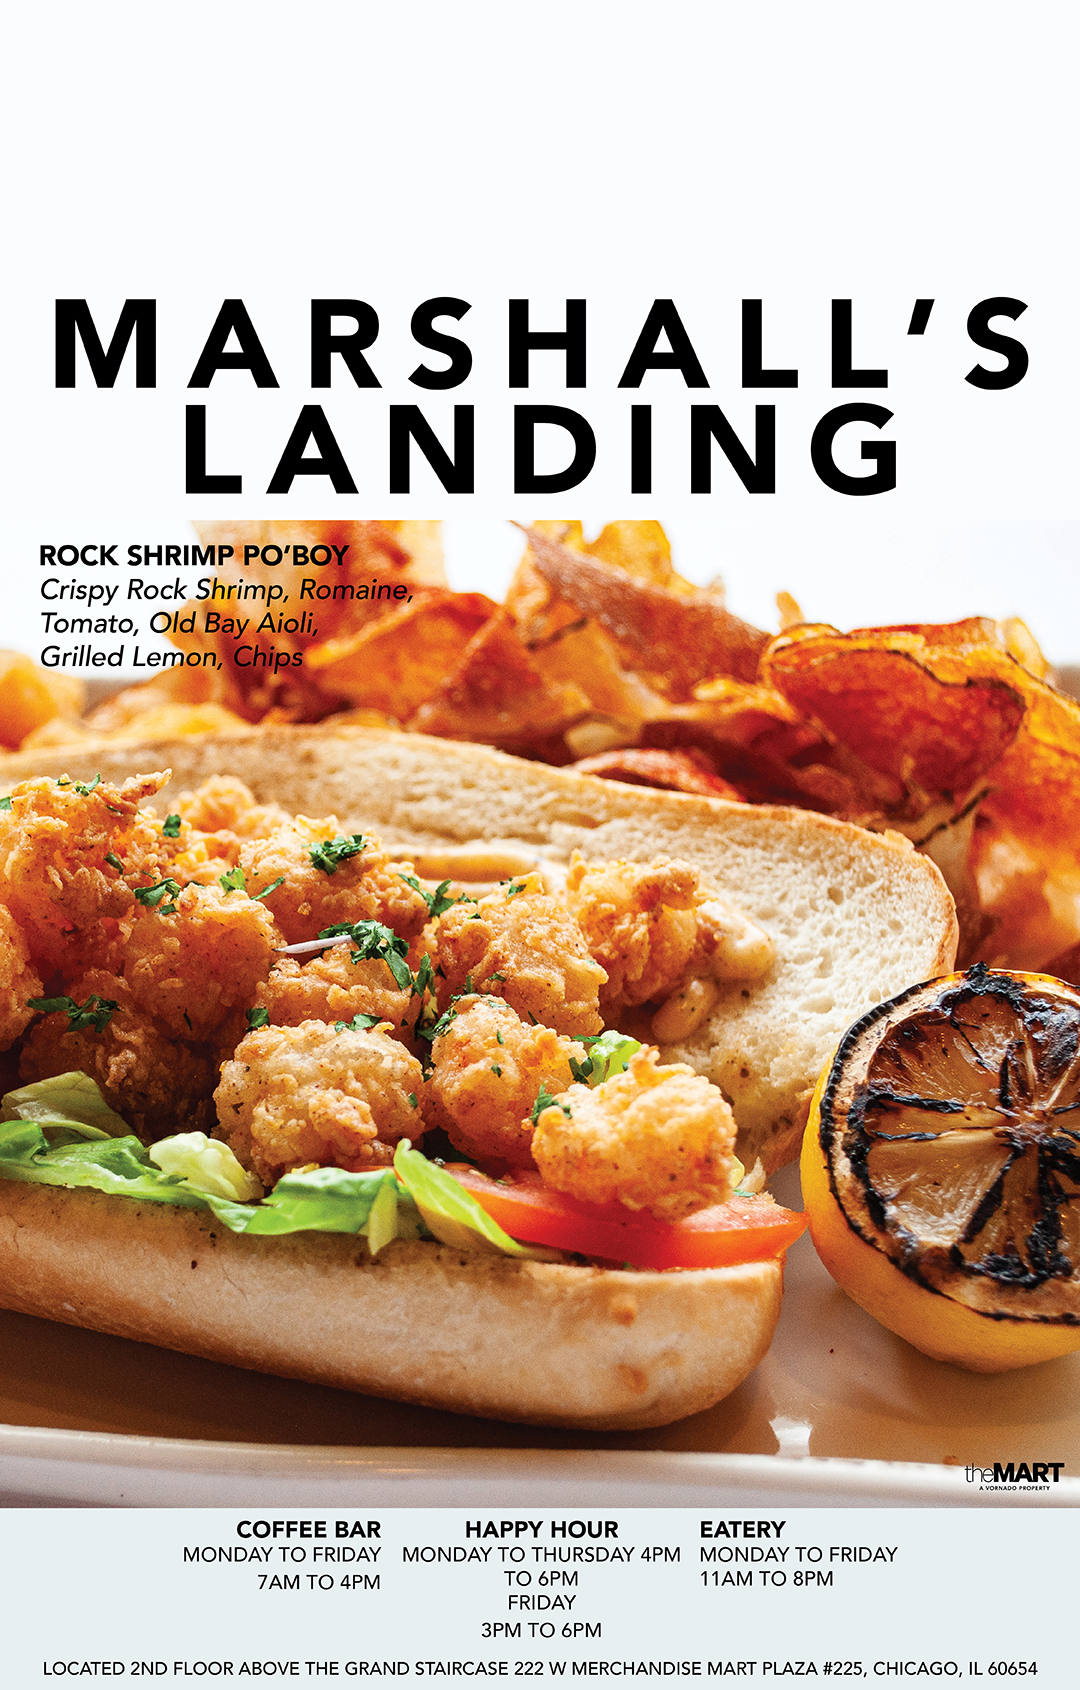 MARSHALL'S
LANDING
ROCK SHRIMP PO'BOY
Crispy Rock Shrimp, Romaine,
Tomato, Old Bay Aioli,
Grilled Lemon, Chips
theMART
A VORNADO PROPERTY
COFFEE BAR
MONDAY TO FRIDAY
7AM TO 4PM
HAPPY HOUR
MONDAY TO THURSDAY 4PM
TO 6PM
FRIDAY
3PM TO 6PM
EATERY
MONDAY TO FRIDAY
11AM TO 8PM
LOCATED 2ND FLOOR ABOVE THE GRAND STAIRCASE 222 W MERCHANDISE MART PLAZA #225, CHICAGO, IL 60654